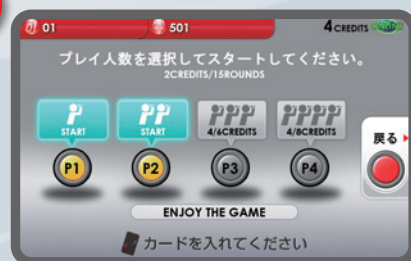 01
501
4 CREDITS
プレイ人数を選択してスタートしてください。
2CREDITS/15ROUNDS
START
START
4/6CREDITS
4/8CREDITS
P1
P2
P3
P4
戻る
ENJOY THE GAME
カードを入れてください